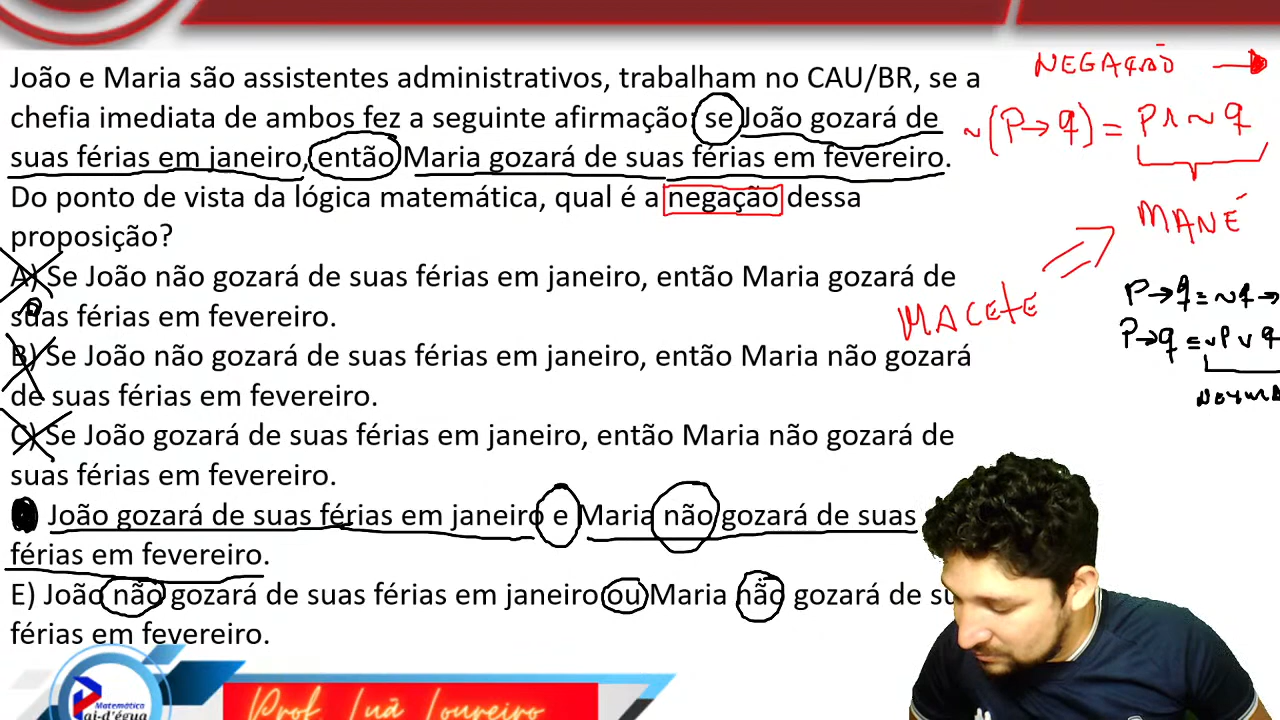 João e Maria são assistentes administrativos, trabalham no CAU/BR, se a
chefia imediata de ambos fez a seguinte afirmação: se João gozará de
suas férias em janeiro, então Maria gozará de suas férias em fevereiro.
Do ponto de vista da lógica matemática, qual é a negação dessa
proposição?
A) Se João não gozará de suas férias em janeiro, então Maria gozará de
suas férias em fevereiro.
B) Se João não gozará de suas férias em janeiro, então Maria não gozará
de suas férias em fevereiro.
C) Se João gozará de suas férias em janeiro, então Maria não gozará de
suas férias em fevereiro.
João gozará de suas férias em janeiro e Maria não gozará de suas
férias em fevereiro.
E) João não gozará de suas férias em janeiro ou Maria não gozará de
férias em fevereiro.
NEGAÇÃO →
~(P→q) = P∧~q
MANÉ
MACETE
P→q = ~q→
P→q = ~P∨q
Matemática
ai-d'égua
Prof. Luã Loureiro